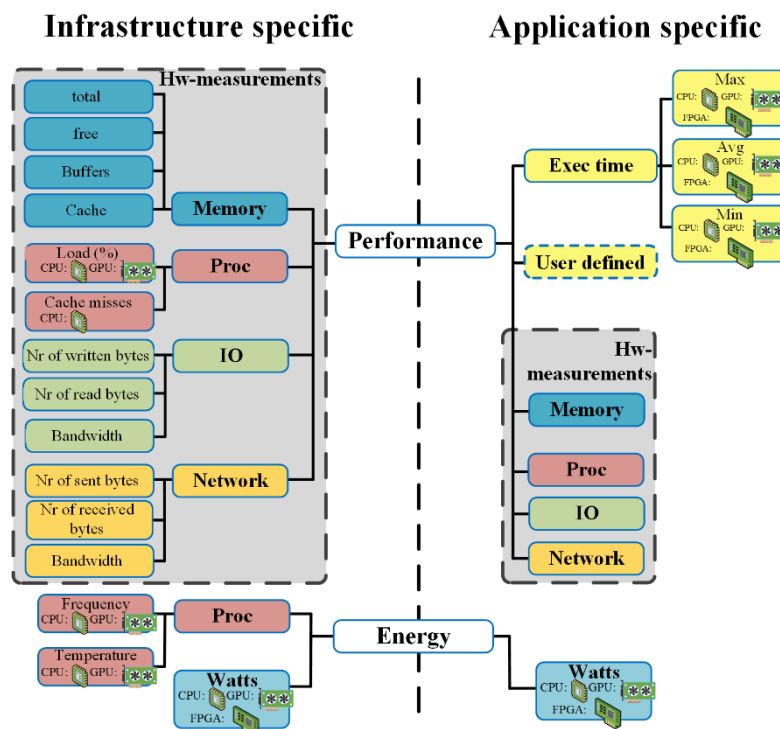 Infrastructure specific
Application specific
Hw-measurements
total
free
Buffers
Cache
Memory
Load (%)
CPU: GPU:
Proc
Cache misses
CPU:
Nr of written bytes
IO
Nr of read bytes
Bandwidth
Nr of sent bytes
Network
Nr of received
bytes
Bandwidth
Performance
Exec time
Max
CPU: GPU:
FPGA:
Avg
CPU: GPU:
FPGA:
Min
CPU: GPU:
FPGA:
User defined
Hw-
measurements
Memory
Proc
IO
Network
Frequency
CPU: GPU:
Proc
Temperature
CPU: GPU:
Watts
CPU: GPU:
FPGA:
Energy
Watts
CPU: GPU:
FPGA: